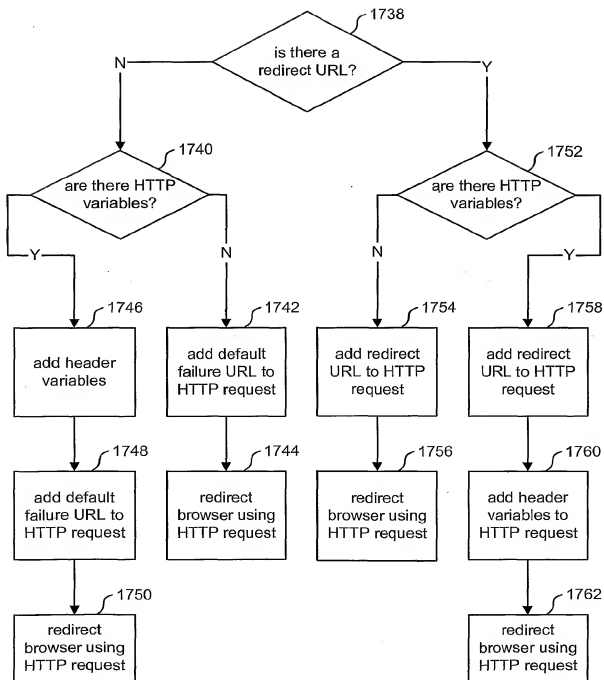 1738
is there a
redirect URL?
N
Y
1740
are there HTTP
variables?
1752
are there HTTP
variables?
Y
N
N
Y
1746
add header
variables
1742
add default
failure URL to
HTTP request
1754
add redirect
URL to HTTP
request
1758
add redirect
URL to HTTP
request
1748
add default
failure URL to
HTTP request
1744
redirect
browser using
HTTP request
1756
redirect
browser using
HTTP request
1760
add header
variables to
HTTP request
1750
redirect
browser using
HTTP request
1762
redirect
browser using
HTTP request